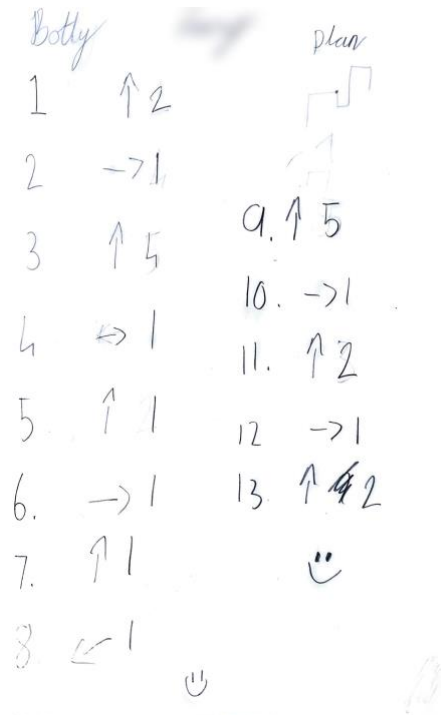 Botly
plan
1 ↑ 2
2 → 1
3 ↑ 5
4 ↔ 1
5 ↑ 1
6. → 1
7. ↑ 1
8 ← 1
9. ↑ 5
10. → 1
11. ↑ 2
12 → 1
13. ↑ 2